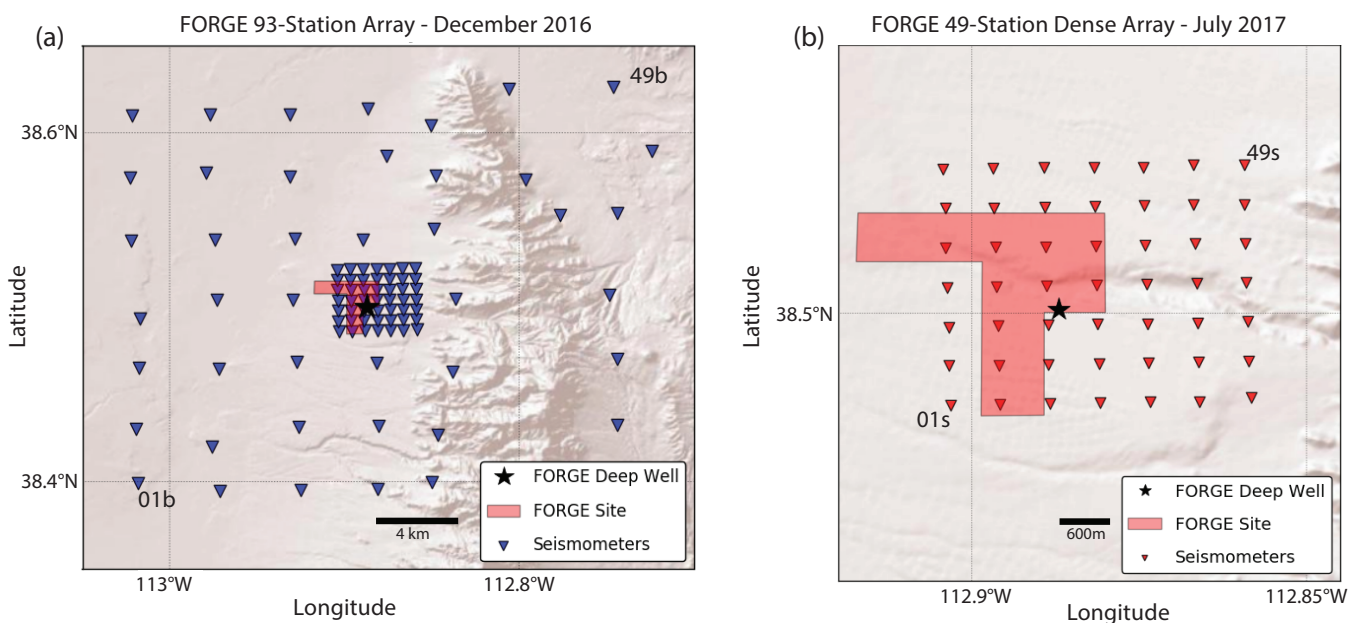 (a)
FORGE 93-Station Array - December 2016
49b
38.6°N
Latitude
38.4°N
01b
FORGE Deep Well
FORGE Site
Seismometers
4 km
113°W
112.8°W
Longitude
(b)
FORGE 49-Station Dense Array - July 2017
49s
Latitude
38.5°N
01s
FORGE Deep Well
FORGE Site
Seismometers
600m
112.9°W
112.85°W
Longitude